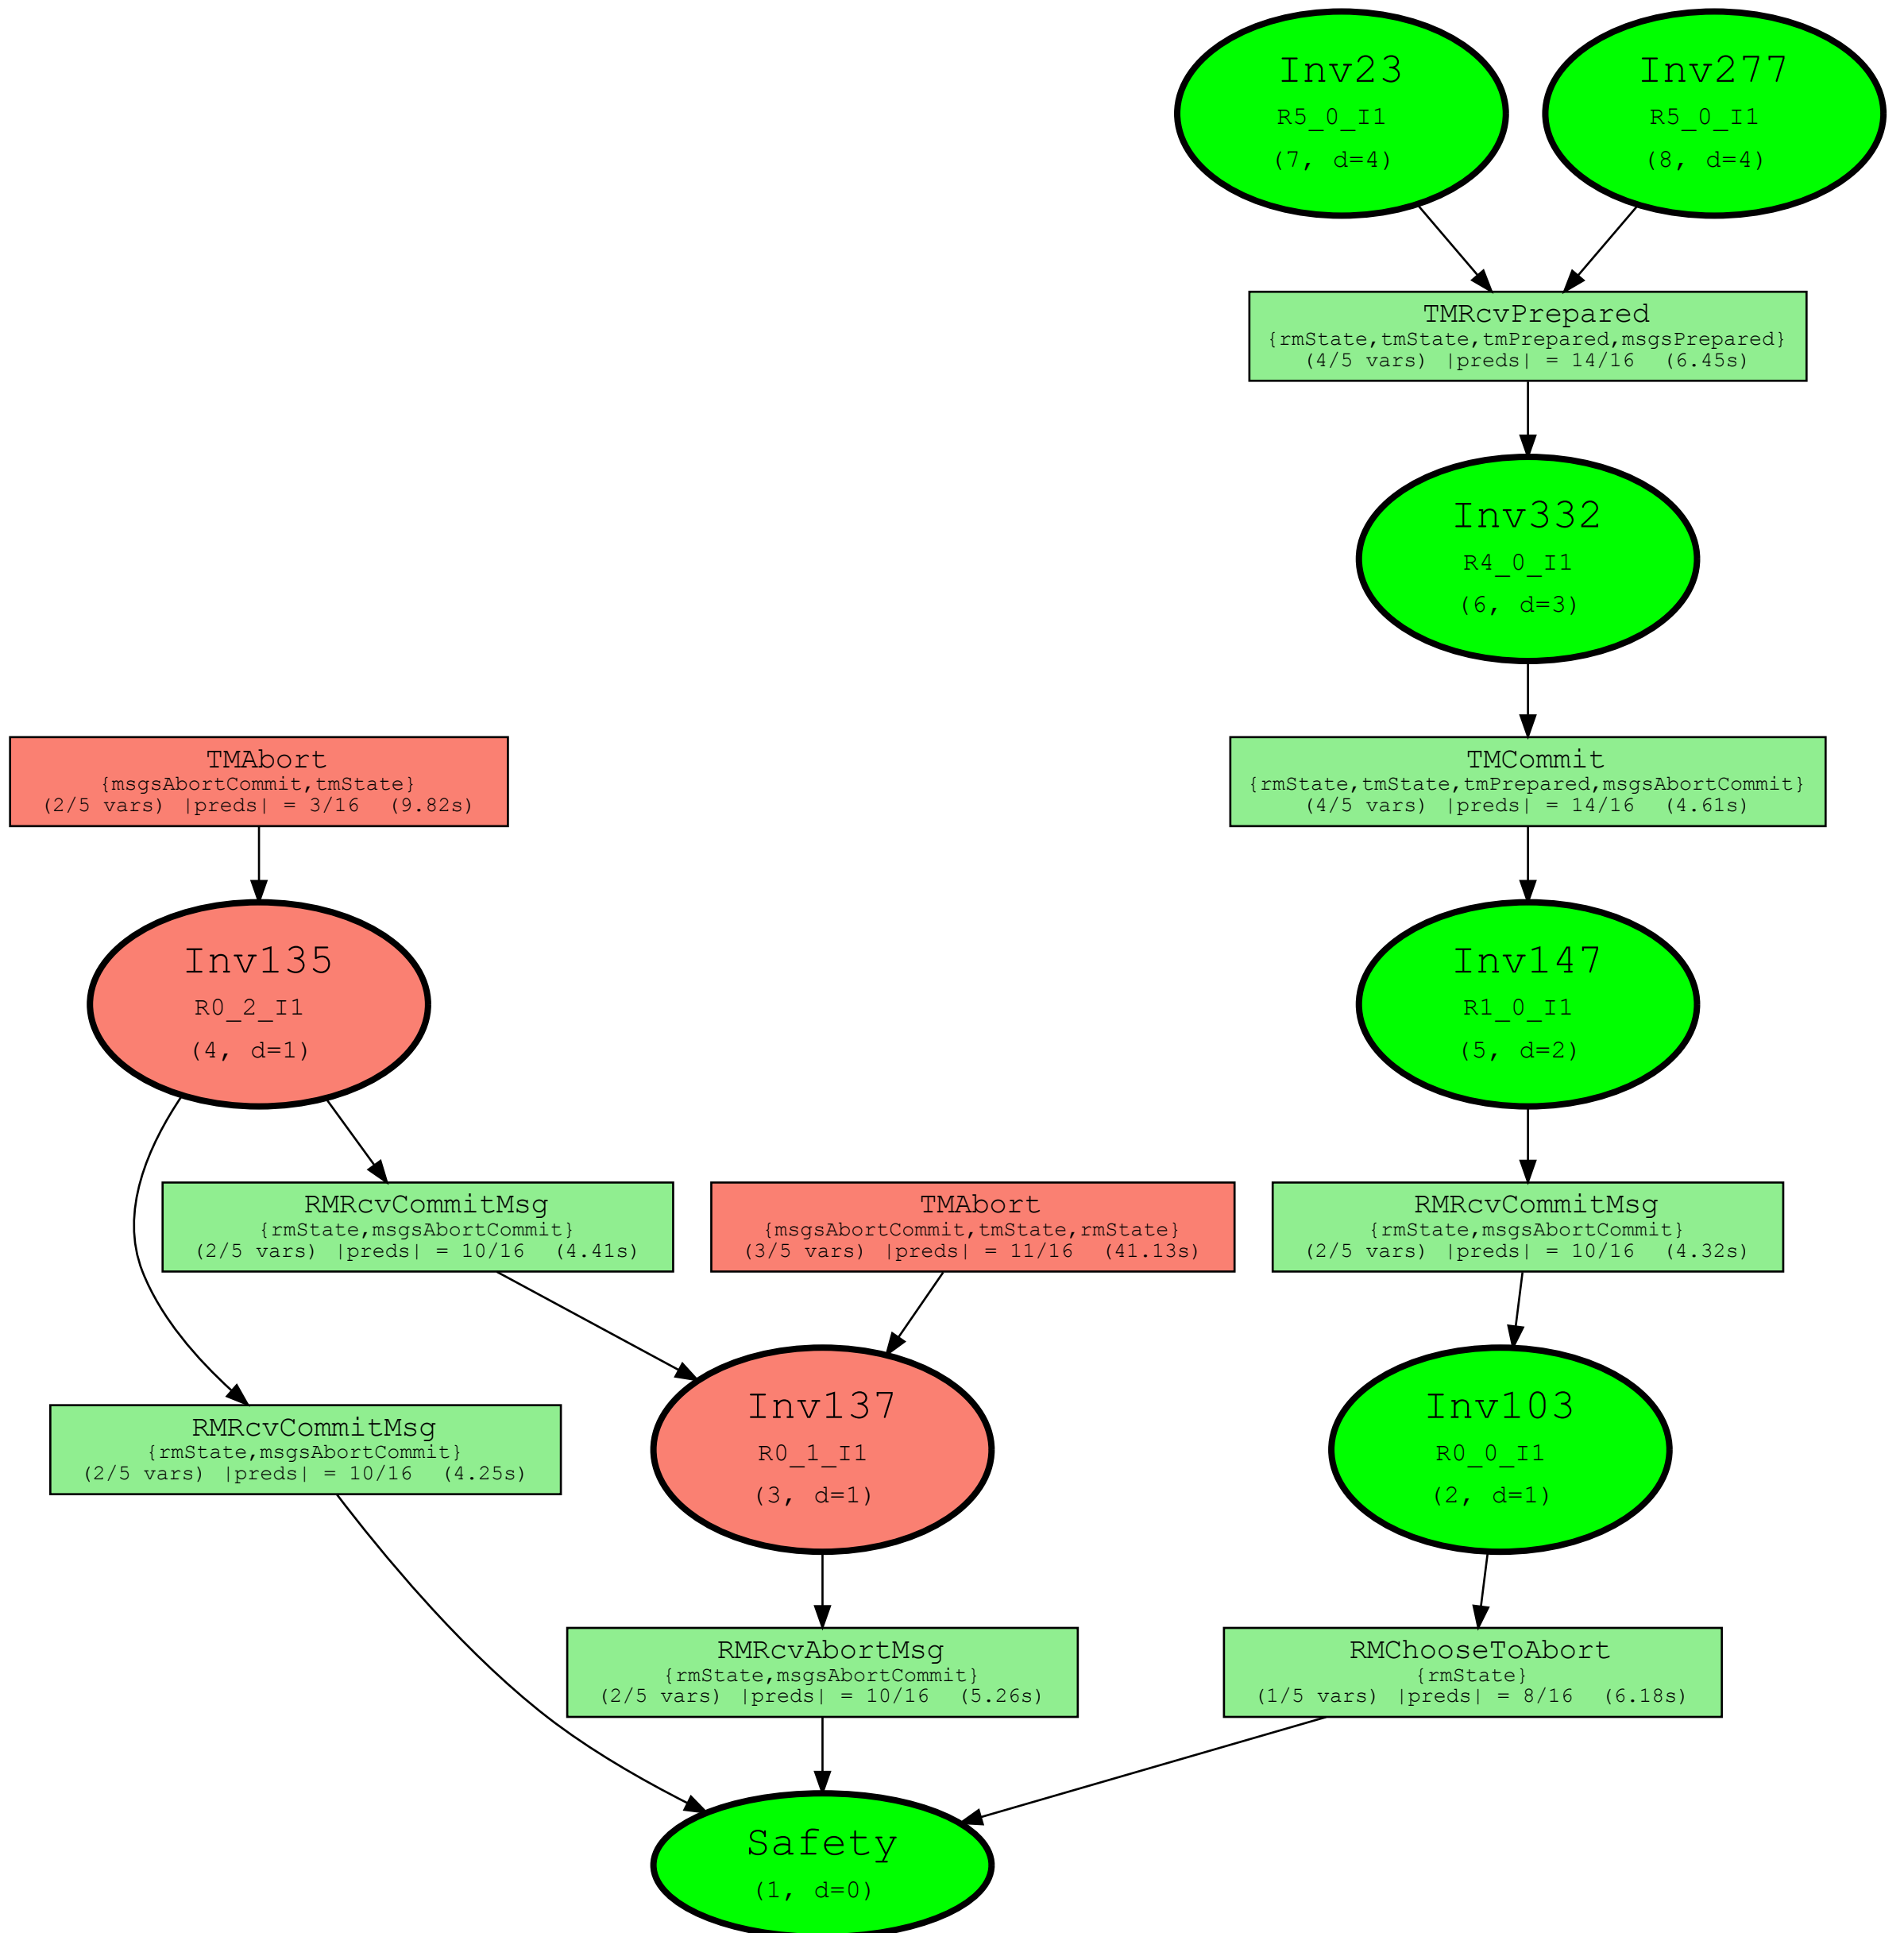 Inv23
R5_0_I1
(7, d=4)
Inv277
R5_0_I1
(8, d=4)
TMRcvPrepared
{rmState,tmState,tmPrepared,msgsPrepared}
(4/5 vars) |preds| = 14/16 (6.45s)
Inv332
R4_0_I1
(6, d=3)
TMAbort
{msgsAbortCommit,tmState}
(2/5 vars) |preds| = 3/16 (9.82s)
TMCommit
{rmState,tmState,tmPrepared,msgsAbortCommit}
(4/5 vars) |preds| = 14/16 (4.61s)
Inv135
R0_2_I1
(4, d=1)
Inv147
R1_0_I1
(5, d=2)
RMRcvCommitMsg
{rmState,msgsAbortCommit}
(2/5 vars) |preds| = 10/16 (4.41s)
TMAbort
{msgsAbortCommit,tmState,rmState}
(3/5 vars) |preds| = 11/16 (41.13s)
RMRcvCommitMsg
{rmState,msgsAbortCommit}
(2/5 vars) |preds| = 10/16 (4.32s)
RMRcvCommitMsg
{rmState,msgsAbortCommit}
(2/5 vars) |preds| = 10/16 (4.25s)
Inv137
R0_1_I1
(3, d=1)
Inv103
R0_0_I1
(2, d=1)
RMRcvAbortMsg
{rmState,msgsAbortCommit}
(2/5 vars) |preds| = 10/16 (5.26s)
RMChooseToAbort
{rmState}
(1/5 vars) |preds| = 8/16 (6.18s)
Safety
(1, d=0)